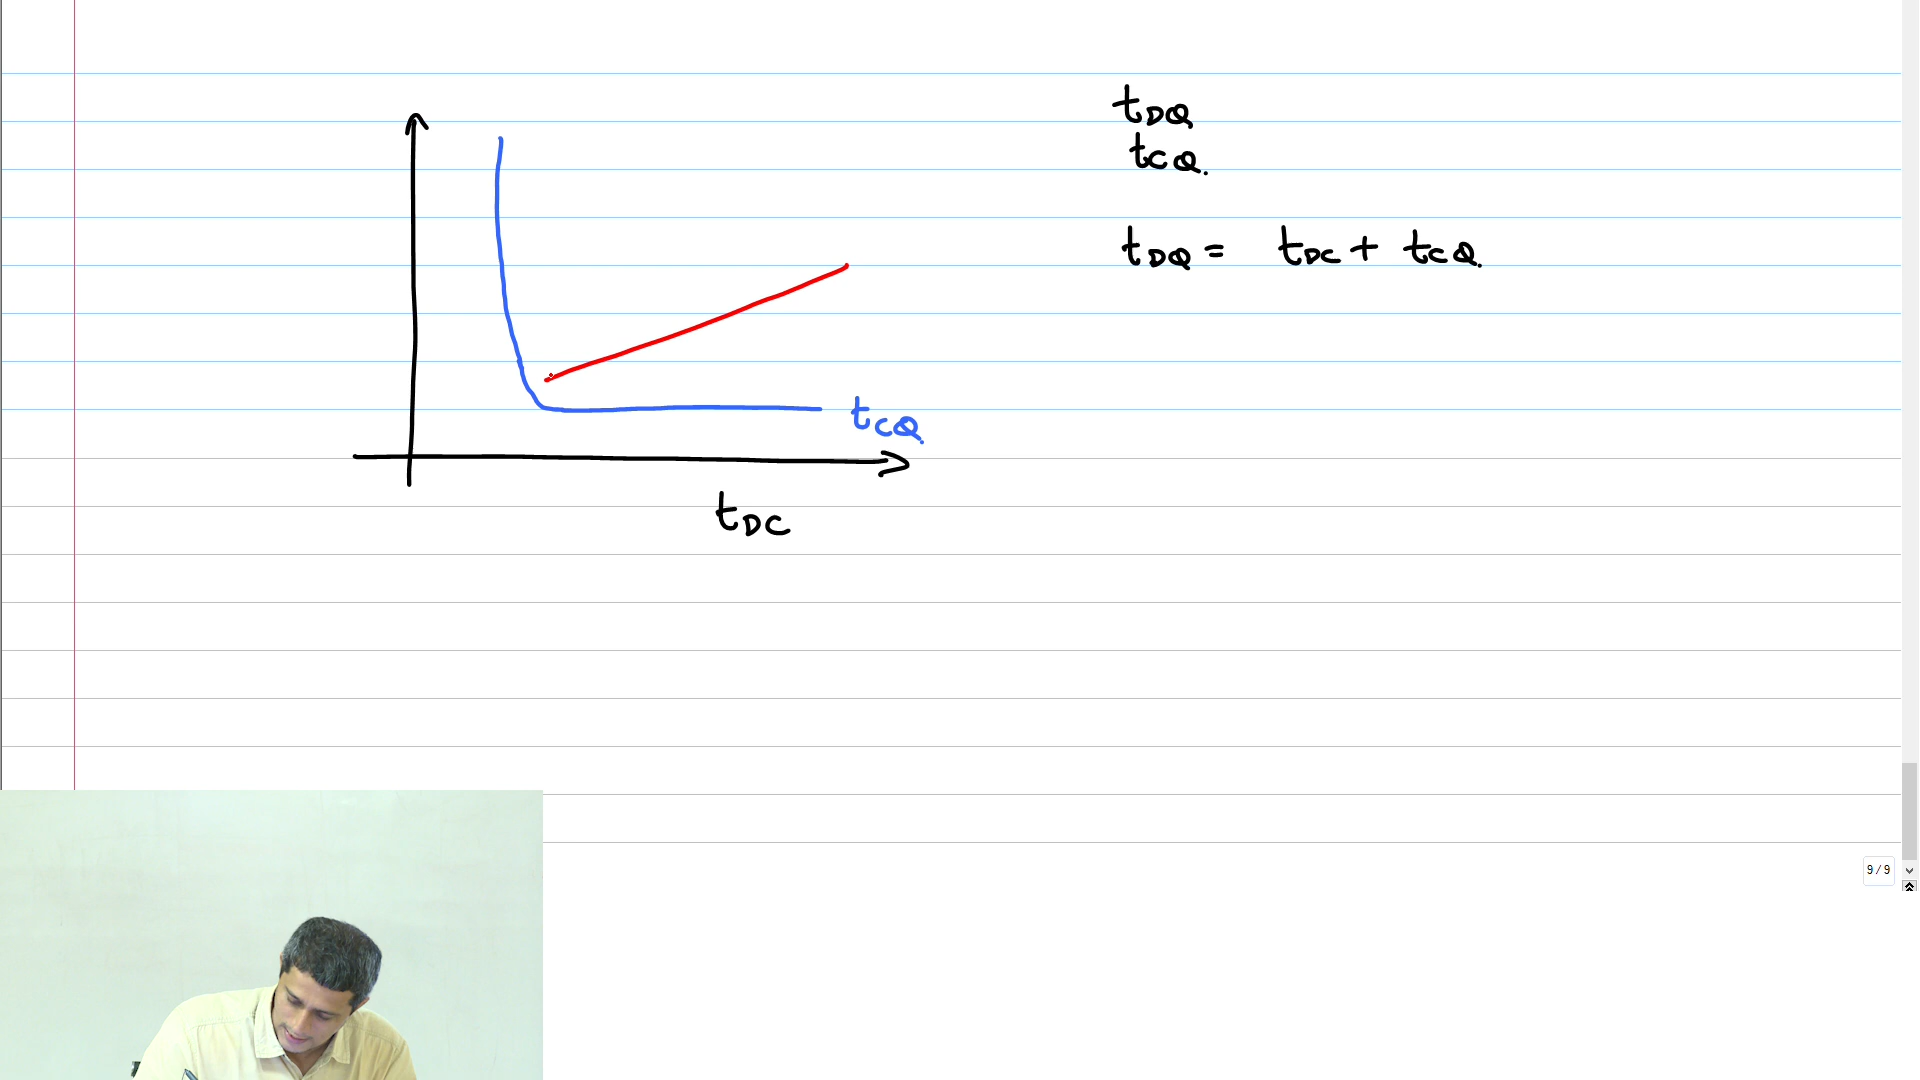 tDQ
tCQ.
tDQ = tDC + tCQ.
tCQ.
tDC
9/9